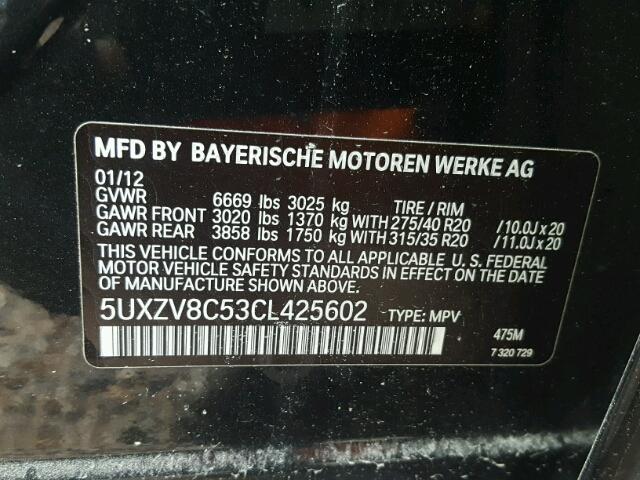 MFD BY BAYERISCHE MOTOREN WERKE AG
01/12
GVWR 6669 lbs 3025 kg TIRE / RIM
GAWR FRONT 3020 lbs 1370 kg WITH 275/40 R20 /10.0J x 20
GAWR REAR 3858 lbs 1750 kg WITH 315/35 R20 /11.0J x 20
THIS VEHICLE CONFORMS TO ALL APPLICABLE U. S. FEDERAL
MOTOR VEHICLE SAFETY STANDARDS IN EFFECT ON THE DATE
OF MANUFACTURE SHOWN ABOVE.
5UXZV8C53CL425602 TYPE: MPV
475M
7 320 729